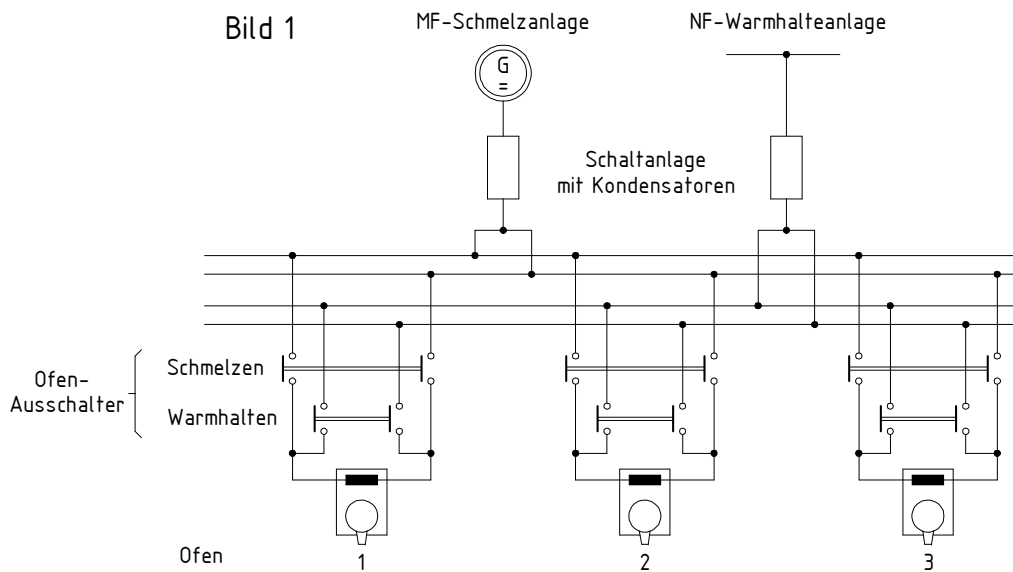 Bild 1
MF-Schmelzanlage
NF-Warmhalteanlage
G
=
Schaltanlage
mit Kondensatoren
Ofen-
Ausschalter
Schmelzen
Warmhalten
Ofen
1
2
3